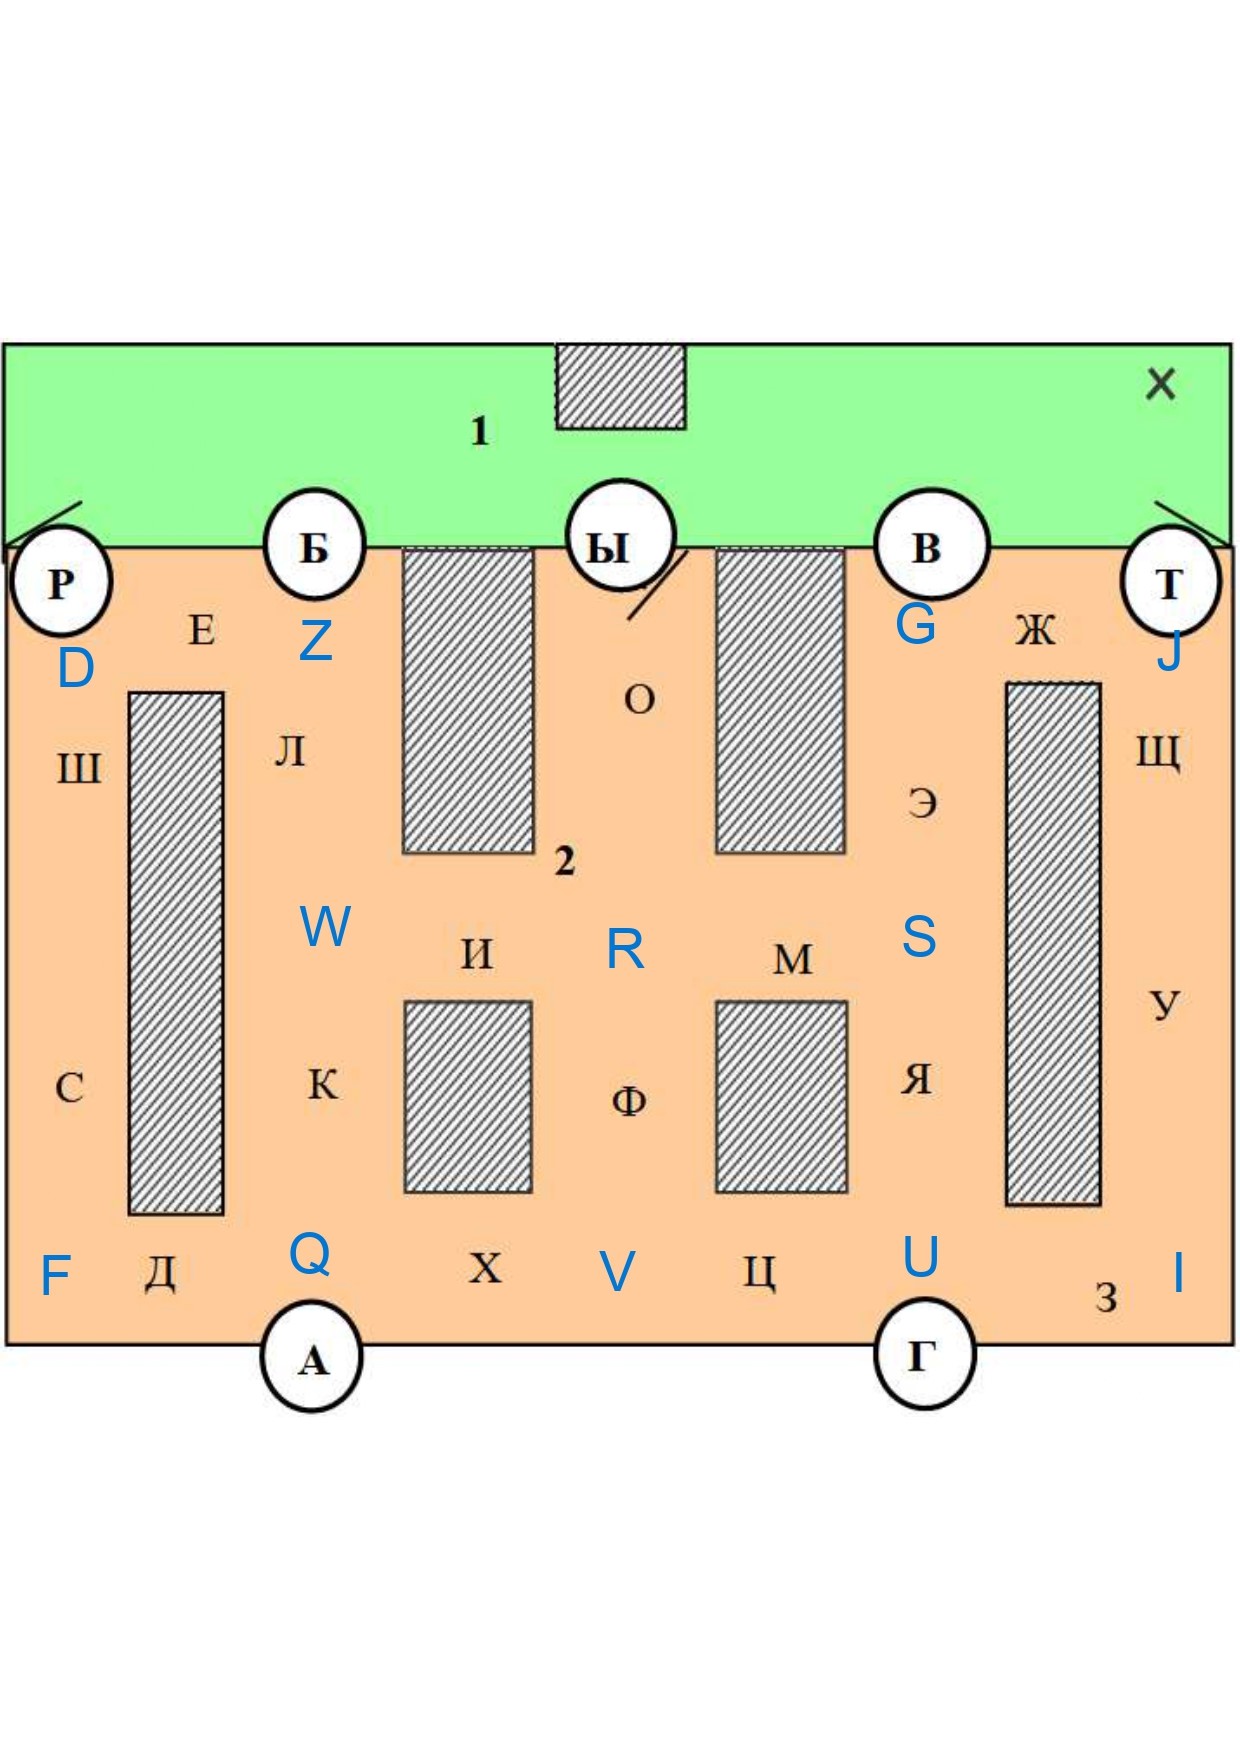 ×
1
Р Б Ы В Т
Е Z G Ж J
D
Ш Л О Щ
Э
2
W И R М S
У
С К Ф Я
F Д Q Х V Ц U З I
А Г